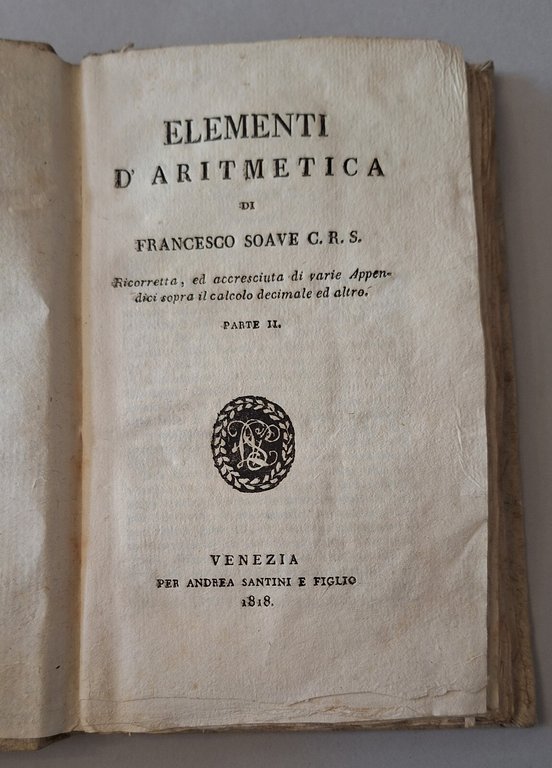 ELEMENTI
D' ARITMETICA
DI
FRANCESCO SOAVE C. R. S.
Ricorretta, ed accresciuta di varie Appen-
dici sopra il calcolo decimale ed altro.
PARTE II.
VENEZIA
PER ANDREA SANTINI E FIGLIO
1818.